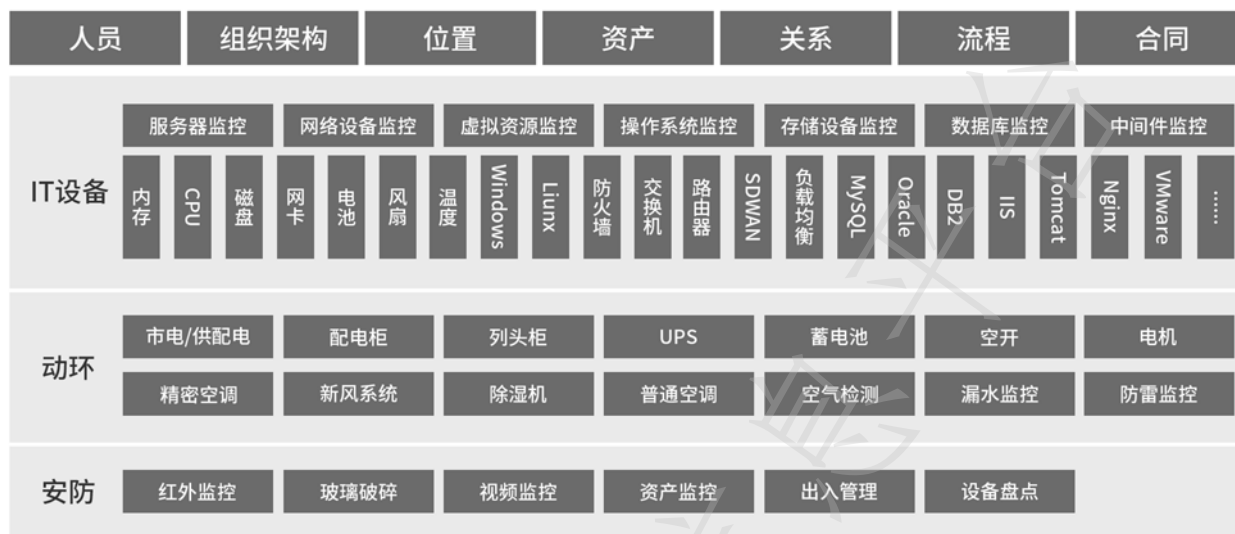 人员 组织架构 位置 资产 关系 流程 合同
服务器监控 网络设备监控 虚拟资源监控 操作系统监控 存储设备监控 数据库监控 中间件监控
IT设备
内存 CPU 磁盘 网卡 电池 风扇 温度 Windows Liunx 防火墙 交换机 路由器 SDWAN 负载均衡 MySQL Oracle DB2 IIS Tomcat Nginx VMware ......
动环
市电/供配电 配电柜 列头柜 UPS 蓄电池 空开 电机
精密空调 新风系统 除湿机 普通空调 空气检测 漏水监控 防雷监控
安防
红外监控 玻璃破碎 视频监控 资产监控 出入管理 设备盘点